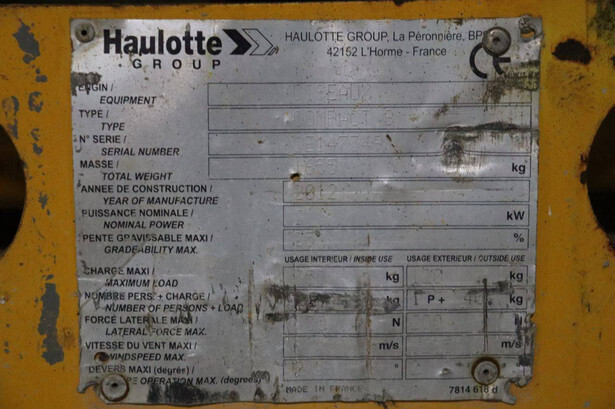 Haulotte
GROUP
HAULOTTE GROUP, La Péronnière, BP
42152 L'Horme - France
CE
ENGIN /
EQUIPMENT
TYPE /
TYPE
N° SERIE /
SERIAL NUMBER
MASSE /
TOTAL WEIGHT
kg
ANNEE DE CONSTRUCTION /
YEAR OF MANUFACTURE
2012
PUISSANCE NOMINALE /
NOMINAL POWER
kW
PENTE GRAVISSABLE MAXI /
GRADEABILITY MAX.
%
USAGE INTERIEUR / INSIDE USE
USAGE EXTERIEUR / OUTSIDE USE
CHARGE MAXI /
MAXIMUM LOAD
kg
kg
NOMBRE PERS. + CHARGE /
NUMBER OF PERSONS + LOAD
kg
P +
kg
FORCE LATERALE MAXI /
LATERAL FORCE MAX.
N
N
VITESSE DU VENT MAXI /
WINDSPEED MAX.
m/s
m/s
DEVERS MAXI (degrés) /
OPERATION MAX. (degrees)
°
°
MADE IN FRANCE
7814 618